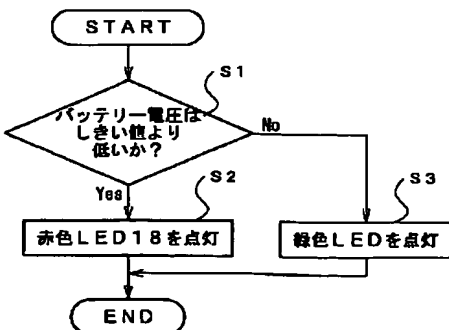 START
S1
バッテリー電圧は
しきい値より
低いか？
No
Yes
S2
S3
赤色LED18を点灯
緑色LEDを点灯
END